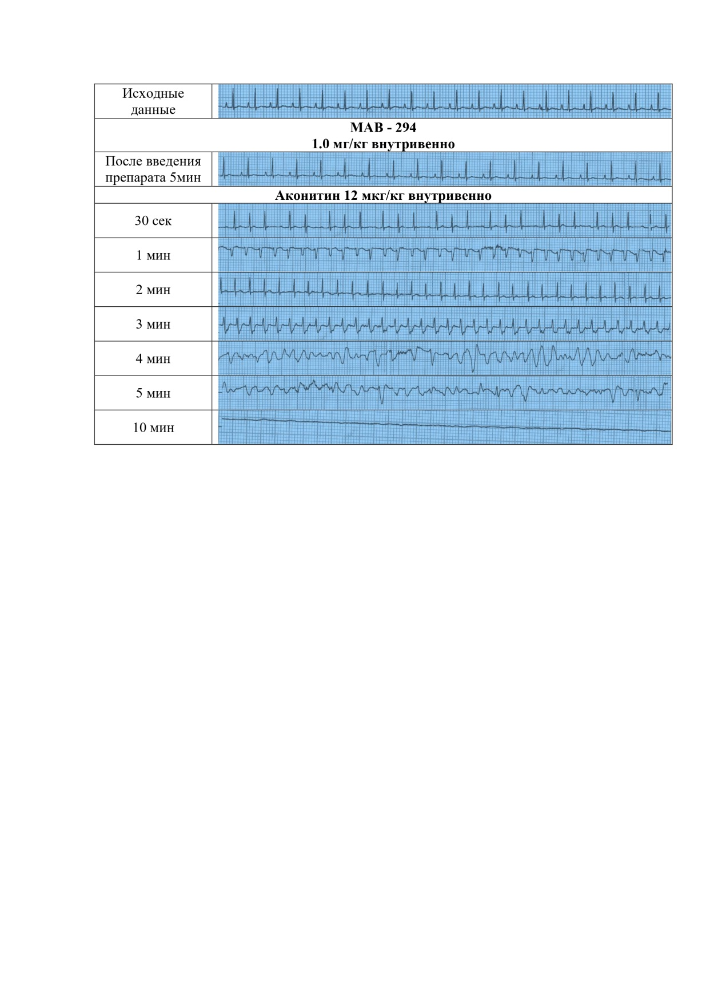 Исходные
данные
МАВ - 294
1.0 мг/кг внутривенно
После введения
препарата 5мин
Аконитин 12 мкг/кг внутривенно
30 сек
1 мин
2 мин
3 мин
4 мин
5 мин
10 мин